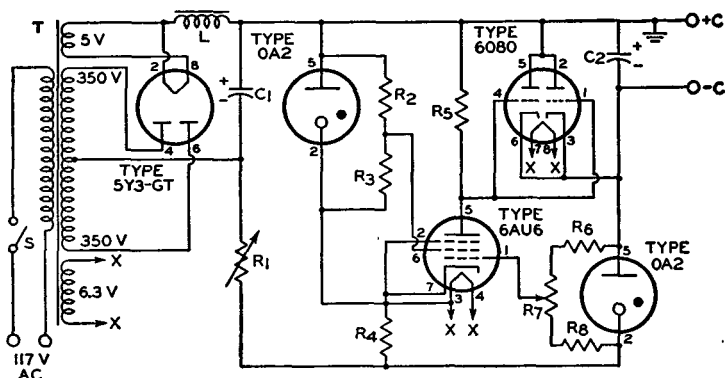 T
5 V
350 V
350 V
6.3 V
X
X
S
117 V
AC
2
8
4
6
TYPE
5Y3-GT
L
+
-
C1
R1
TYPE
0A2
5
2
R2
R3
R4
R5
TYPE
6080
5
2
4
1
6
7
8
3
X
X
TYPE
6AU6
5
2
6
1
7
3
4
X
X
C2
+
-
+C
-C
R6
R7
R8
TYPE
0A2
5
2